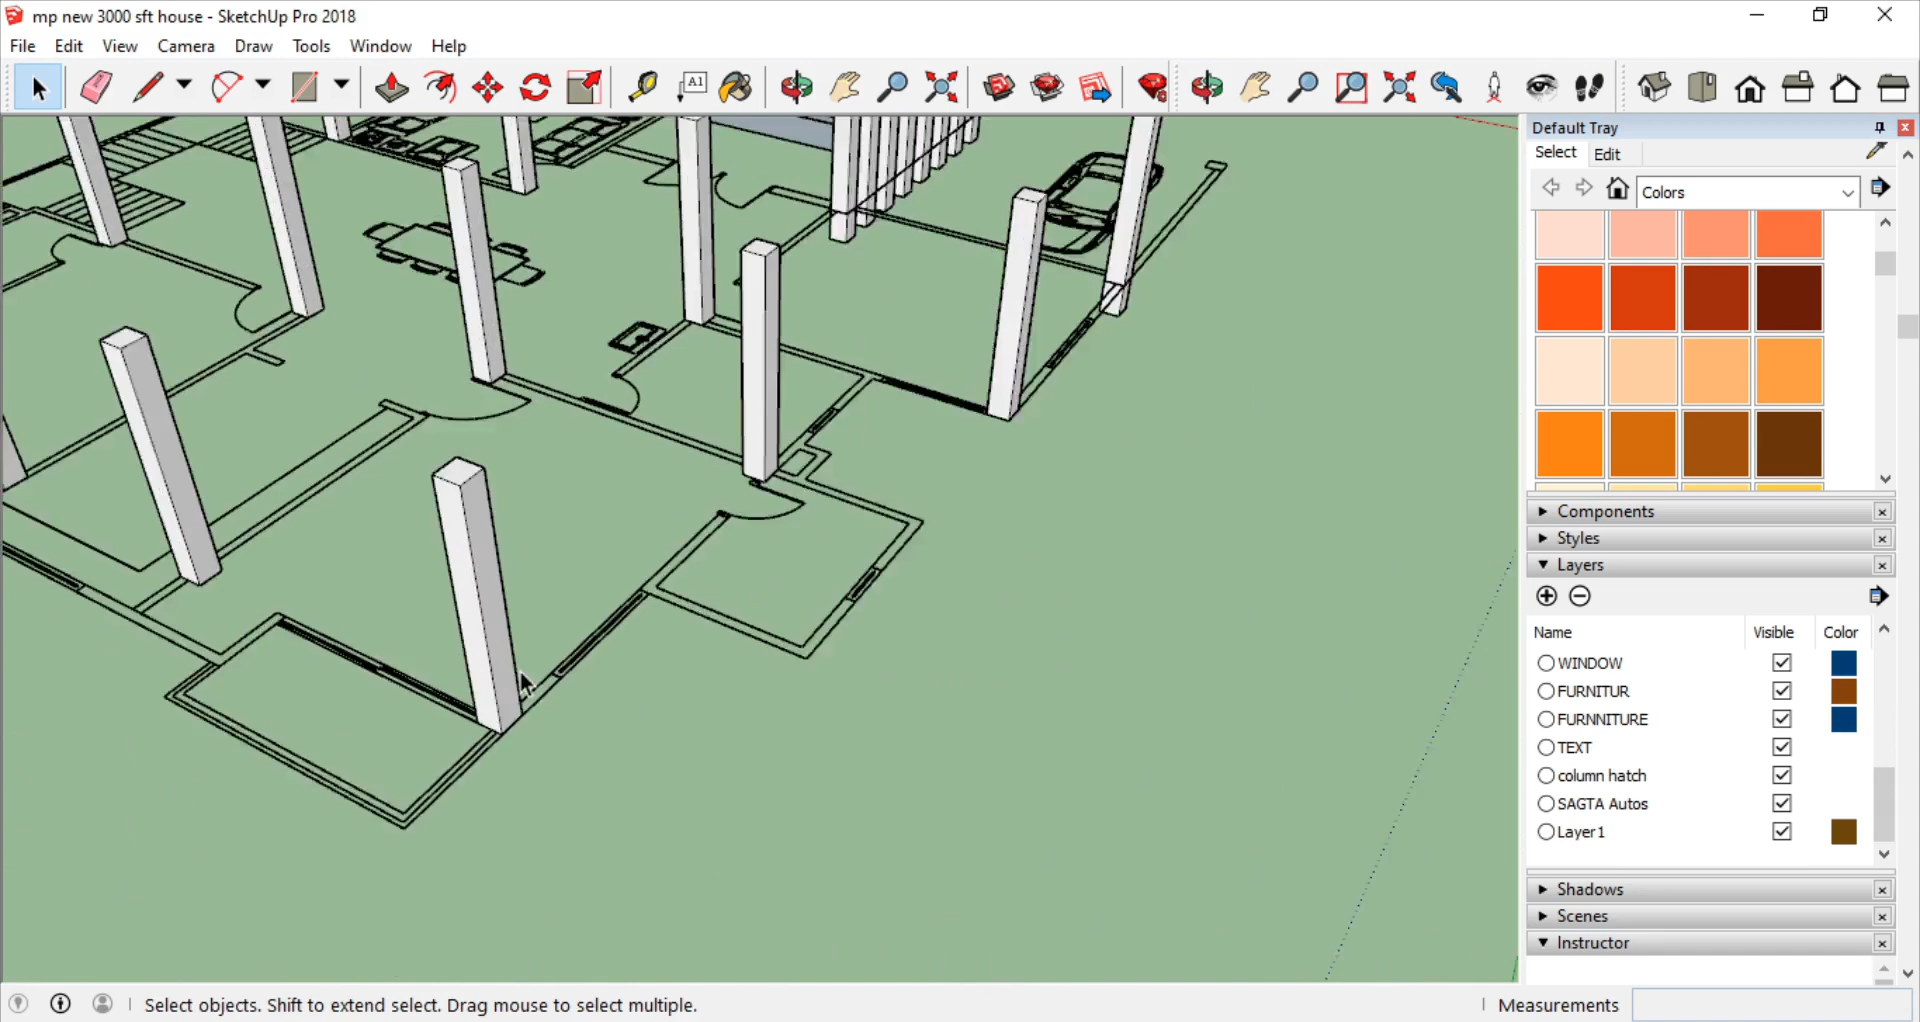 mp new 3000 sft house - SketchUp Pro 2018
File Edit View Camera Draw Tools Window Help
A1
Default Tray
Select Edit
Colors
Components
Styles
Layers
Name Visible Color
WINDOW
FURNITUR
FURNNITURE
TEXT
column hatch
SAGTA Autos
Layer1
Shadows
Scenes
Instructor
Select objects. Shift to extend select. Drag mouse to select multiple.
Measurements